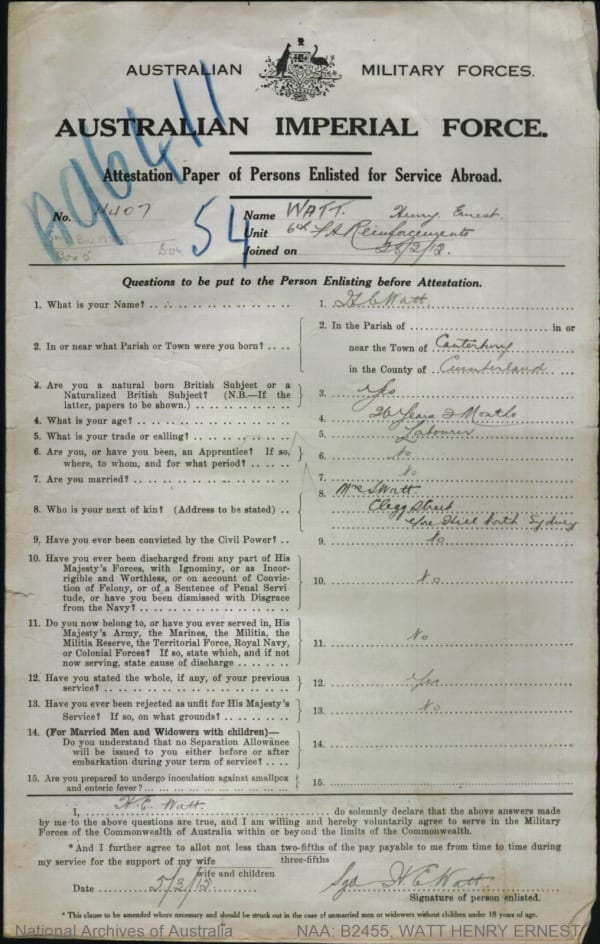 AUSTRALIAN MILITARY FORCES.
AUSTRALIAN IMPERIAL FORCE.
Attestation Paper of Persons Enlisted for Service Abroad.
A96411
54
No. 4407
Box 5
Name WATT. Henry Ernest.
Unit Reinforcements
Joined on
Questions to be put to the Person Enlisting before Attestation.
1. What is your Name? 1. H E Watt
2. In or near what Parish or Town were you born? 2. In the Parish of in or
near the Town of Canterbury
in the County of Cumberland
3. Are you a natural born British Subject or a
Naturalized British Subject? (N.B.—If the
latter, papers to be shown.) 3. Yes
4. What is your age? 4. 26 Years 2 Months
5. What is your trade or calling? 5. Labourer
6. Are you, or have you been, an Apprentice? If so,
where, to whom, and for what period? 6. No
7. Are you married? 7. No
8. Who is your next of kin? (Address to be stated) 8. Mrs S Watt.
Clegg Street
Hill North Sydney
9. Have you ever been convicted by the Civil Power? 9. No
10. Have you ever been discharged from any part of His
Majesty's Forces, with Ignominy, or as Incor-
rigible and Worthless, or on account of Convic-
tion of Felony, or of a Sentence of Penal Servi-
tude, or have you been dismissed with Disgrace
from the Navy? 10. No
11. Do you now belong to, or have you ever served in, His
Majesty's Army, the Marines, the Militia, the
Militia Reserve, the Territorial Force, Royal Navy,
or Colonial Forces? If so, state which, and if not
now serving, state cause of discharge 11. No
12. Have you stated the whole, if any, of your previous
service? 12. Yes
13. Have you ever been rejected as unfit for His Majesty's
Service? If so, on what grounds? 13. No
14. (For Married Men and Widowers with children)—
Do you understand that no Separation Allowance
will be issued to you either before or after
embarkation during your term of service? 14.
15. Are you prepared to undergo inoculation against smallpox
and enteric fever? 15.
I, H. E. Watt. do solemnly declare that the above answers made
by me to the above questions are true, and I am willing and hereby voluntarily agree to serve in the Military
Forces of the Commonwealth of Australia within or beyond the limits of the Commonwealth.
*And I further agree to allot not less than two-fifths of the pay payable to me from time to time during
three-fifths
my service for the support of my wife
wife and children
Date Sgd H. E. Watt.
Signature of person enlisted.
* This clause to be amended where necessary and should be struck out in the case of unmarried men or widowers without children under 18 years of age.
National Archives of Australia NAA: B2455, WATT HENRY ERNEST